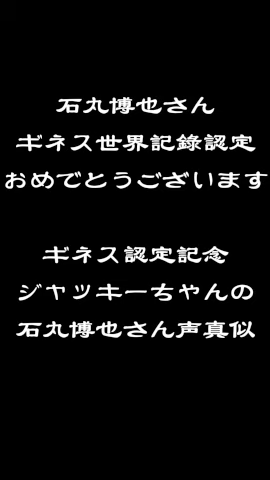 石丸博也さん
ギネス世界記録認定
おめでとうございます
ギネス認定記念
ジャッキーちゃんの
石丸博也さん声真似